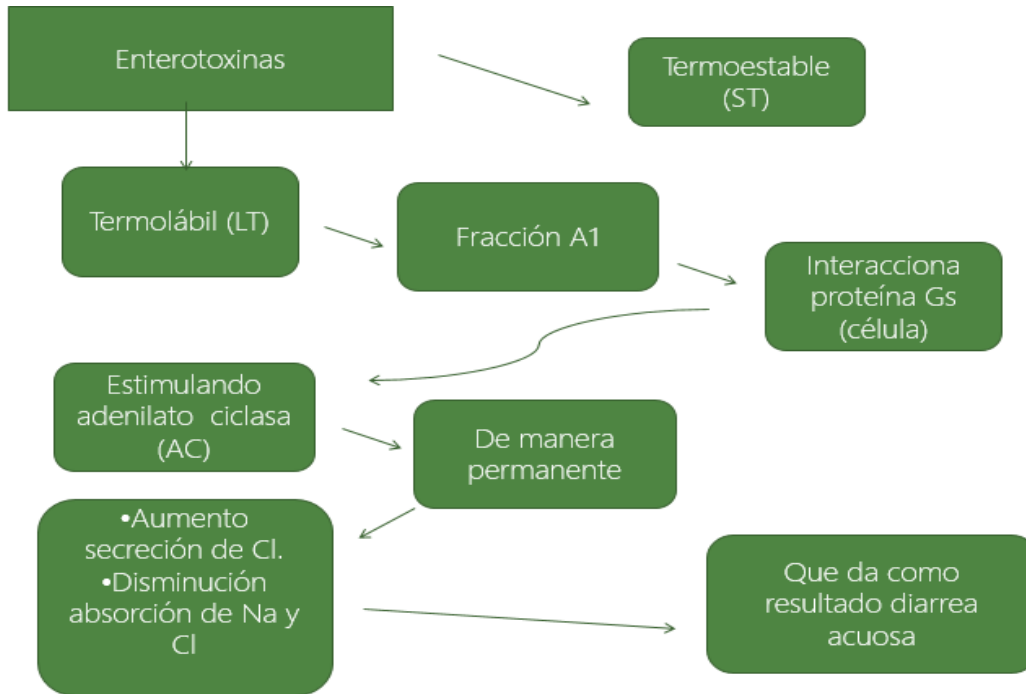 Enterotoxinas
Termoestable
(ST)
Termolábil (LT)
Fracción A1
Interacciona
proteína Gs
(célula)
Estimulando
adenilato ciclasa
(AC)
De manera
permanente
•Aumento
secreción de Cl.
•Disminución
absorción de Na y
Cl
Que da como
resultado diarrea
acuosa